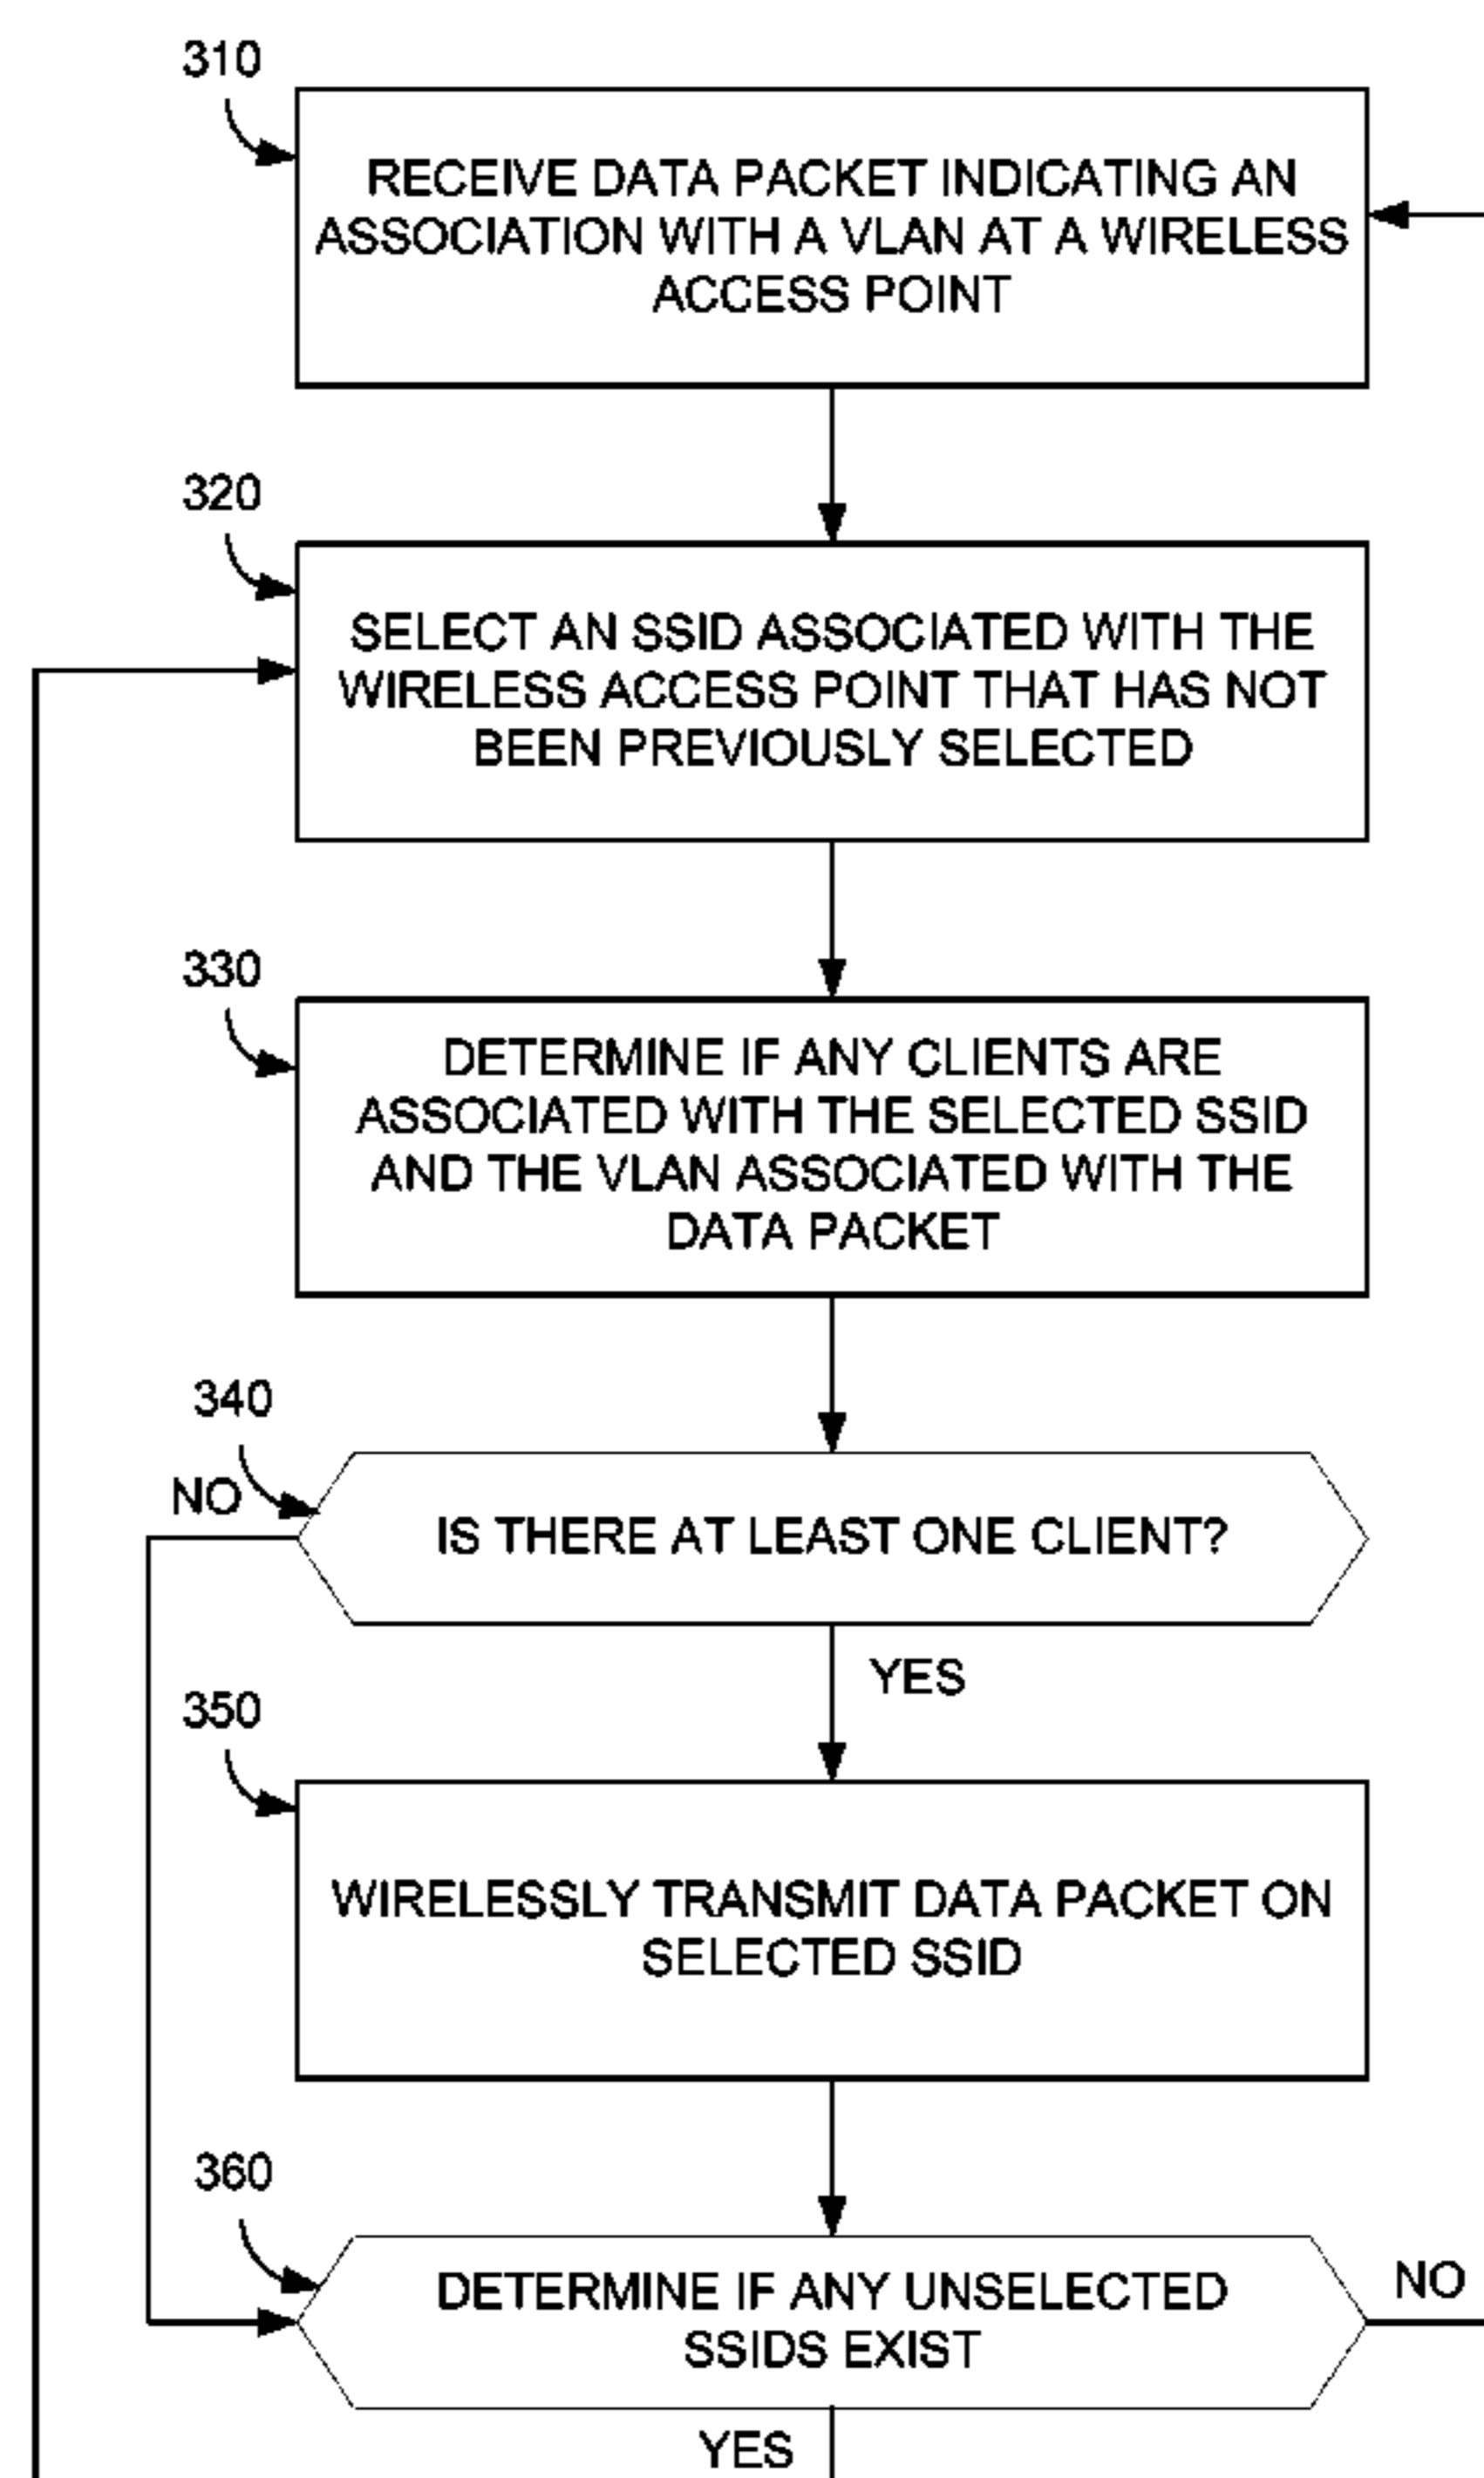 310
RECEIVE DATA PACKET INDICATING AN
ASSOCIATION WITH A VLAN AT A WIRELESS
ACCESS POINT
320
SELECT AN SSID ASSOCIATED WITH THE
WIRELESS ACCESS POINT THAT HAS NOT
BEEN PREVIOUSLY SELECTED
330
DETERMINE IF ANY CLIENTS ARE
ASSOCIATED WITH THE SELECTED SSID
AND THE VLAN ASSOCIATED WITH THE
DATA PACKET
340
NO
IS THERE AT LEAST ONE CLIENT?
YES
350
WIRELESSLY TRANSMIT DATA PACKET ON
SELECTED SSID
360
DETERMINE IF ANY UNSELECTED
SSIDS EXIST
NO
YES